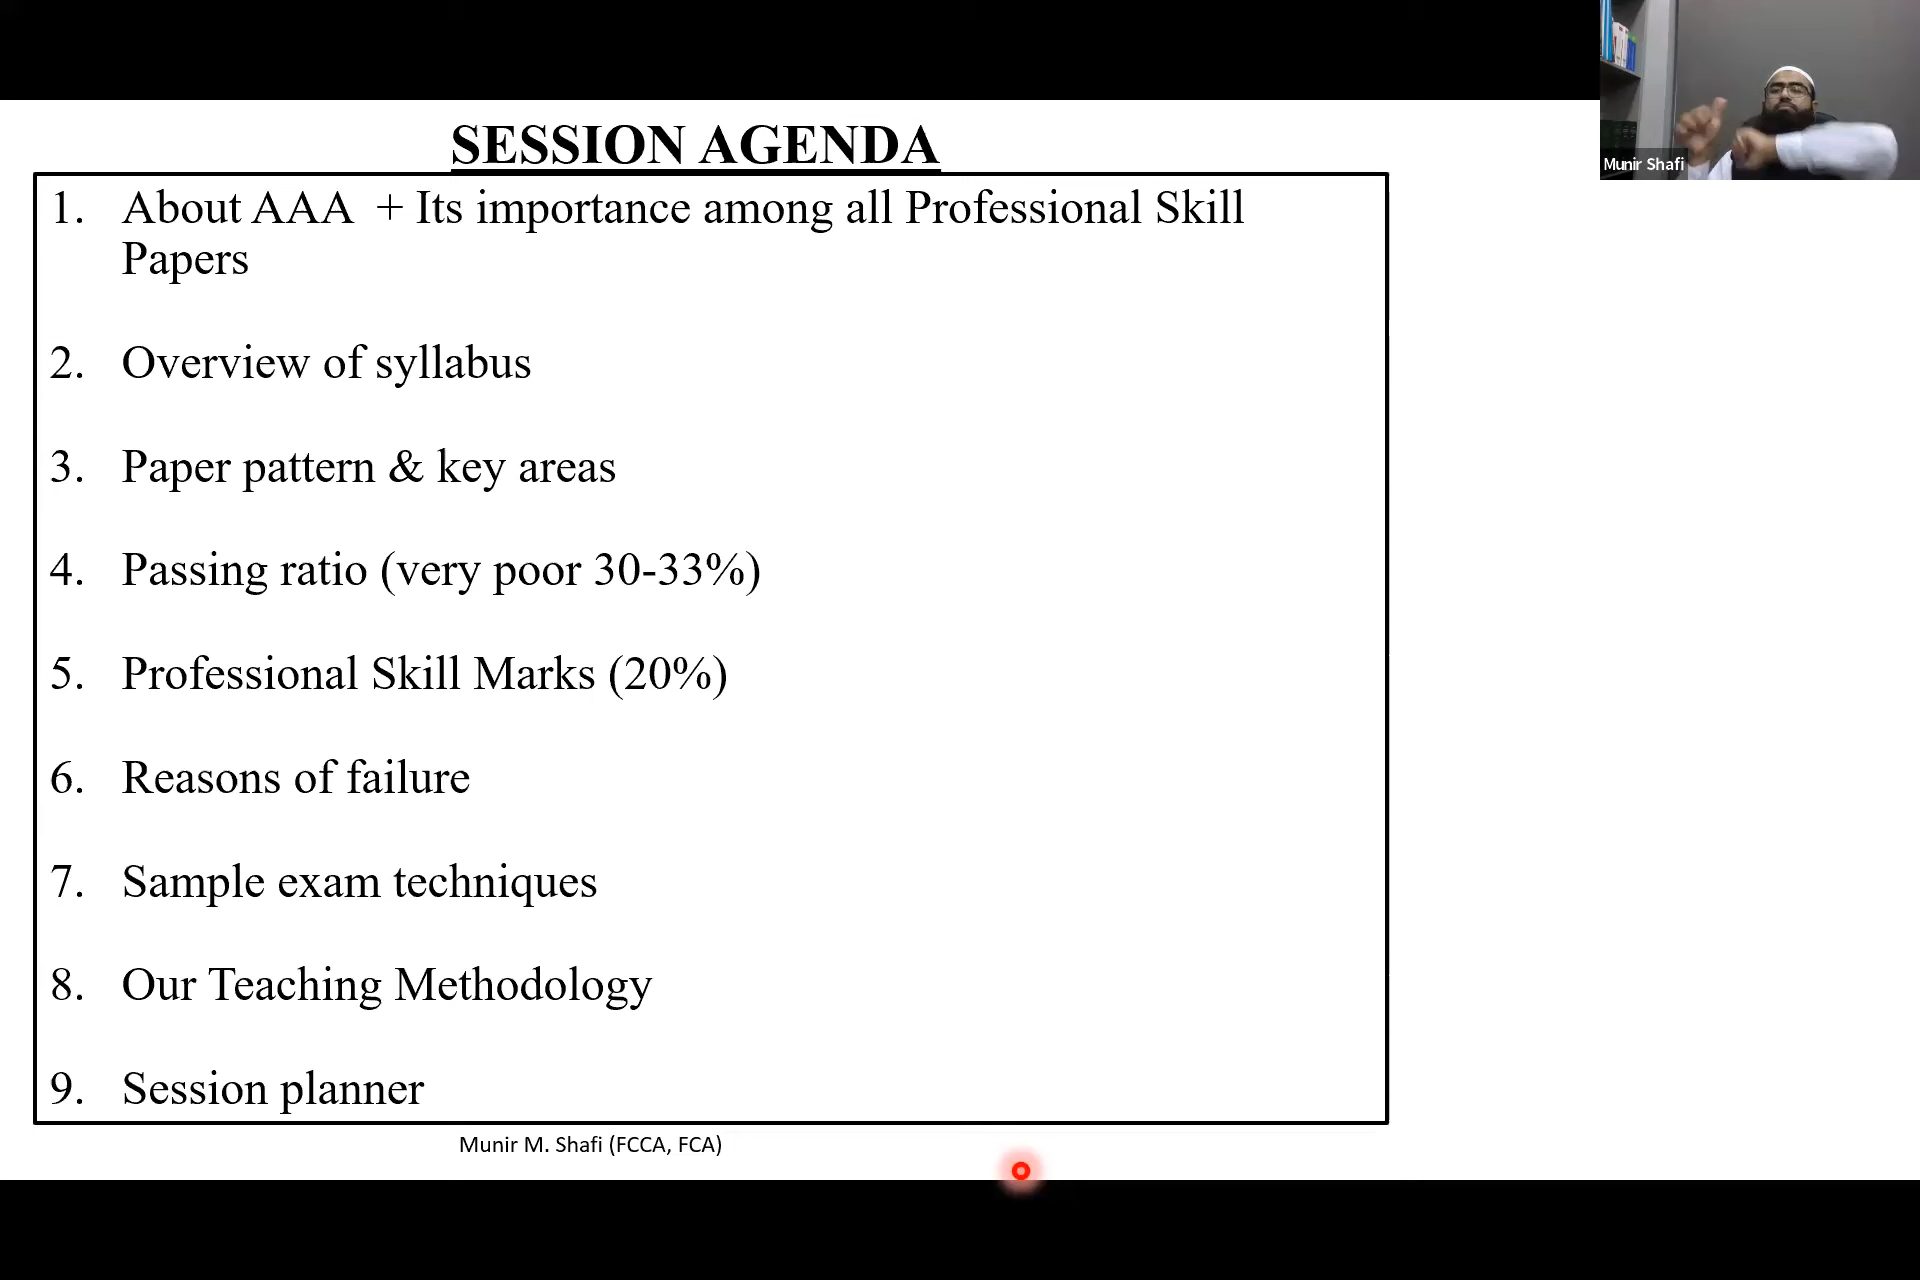 SESSION AGENDA
Munir Shafi
1. About AAA + Its importance among all Professional Skill
Papers
2. Overview of syllabus
3. Paper pattern & key areas
4. Passing ratio (very poor 30-33%)
5. Professional Skill Marks (20%)
6. Reasons of failure
7. Sample exam techniques
8. Our Teaching Methodology
9. Session planner
Munir M. Shafi (FCCA, FCA)